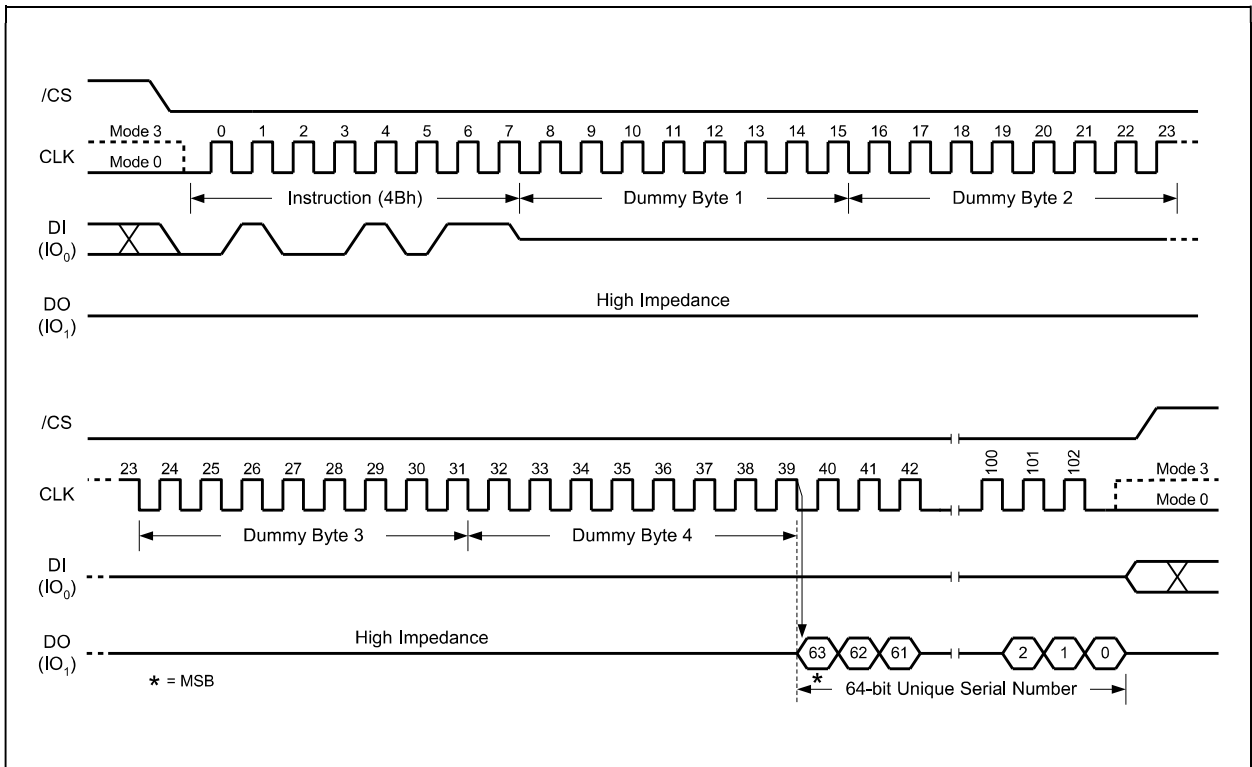 /CS
Mode 3 0 1 2 3 4 5 6 7 8 9 10 11 12 13 14 15 16 17 18 19 20 21 22 23
CLK
Mode 0
Instruction (4Bh) Dummy Byte 1 Dummy Byte 2
DI
(IO₀)
High Impedance
DO
(IO₁)
/CS
23 24 25 26 27 28 29 30 31 32 33 34 35 36 37 38 39 40 41 42 100 101 102 Mode 3
CLK
Mode 0
Dummy Byte 3 Dummy Byte 4
DI
(IO₀)
High Impedance
DO
(IO₁)
63 62 61 2 1 0
* = MSB
*
64-bit Unique Serial Number